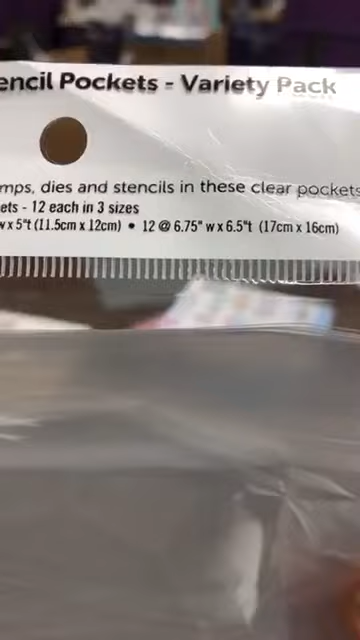 encil Pockets - Variety Pack
mps, dies and stencils in these clear pockets
ets - 12 each in 3 sizes
w x 5"t (11.5cm x 12cm) • 12 @ 6.75" w x 6.5"t (17cm x 16cm)